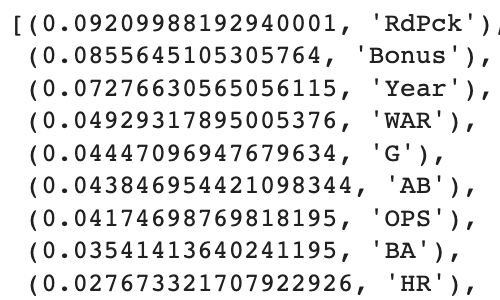 [(0.09209988192940001, 'RdPck'),
(0.0855645105305764, 'Bonus'),
(0.07276630565056115, 'Year'),
(0.04929317895005376, 'WAR'),
(0.04447096947679634, 'G'),
(0.043846954421098344, 'AB'),
(0.04174698769818195, 'OPS'),
(0.03541413640241195, 'BA'),
(0.027673321707922926, 'HR'),